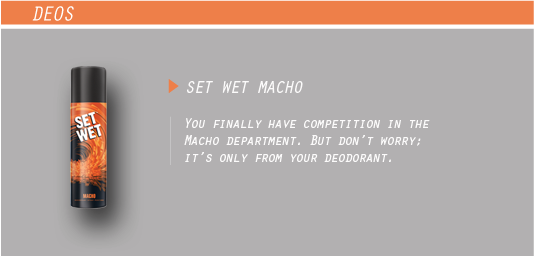 DEOS
SET WET MACHO
You finally have competition in the
Macho department. But don't worry;
it's only from your deodorant.
SET
WET
MACHO